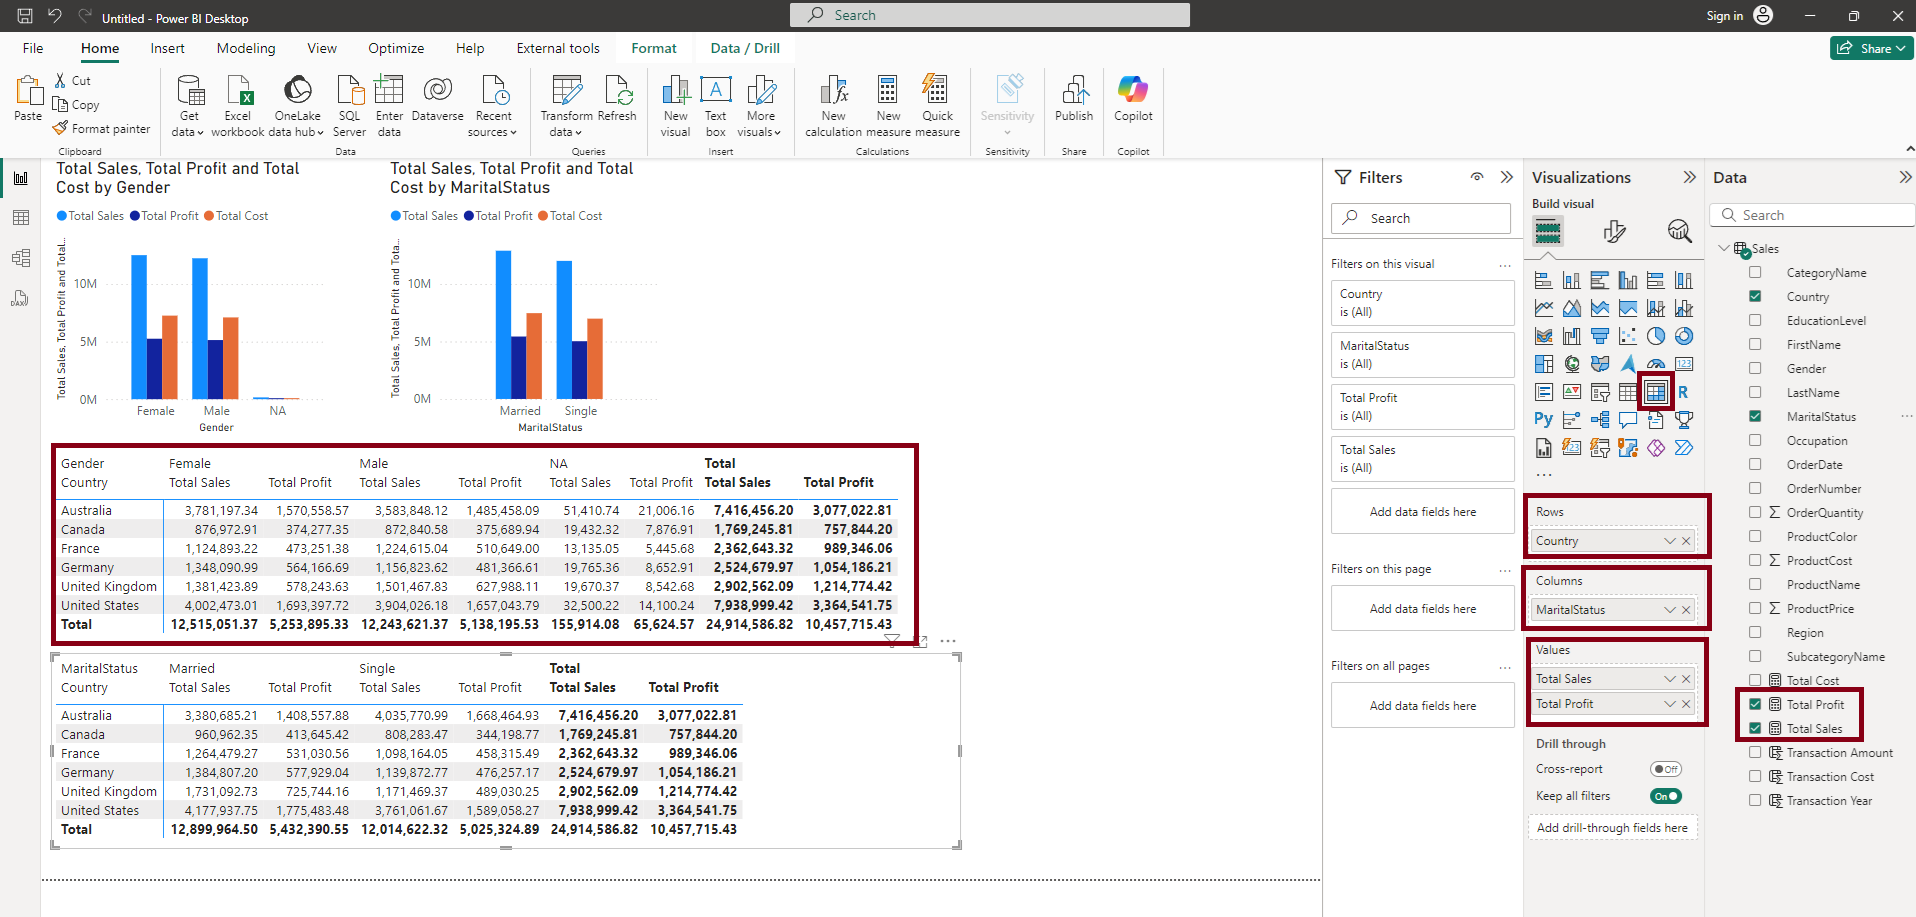 Untitled - Power BI Desktop
Search
Sign in
File Home Insert Modeling View Optimize Help External tools Format Data / Drill
Share
Paste
Cut
Copy
Format painter
Clipboard
Get data
Excel workbook
OneLake data hub
SQL Server
Enter data
Dataverse
Recent sources
Data
Transform data
Refresh
Queries
New visual
Text box
More visuals
Insert
New calculation
New measure
Quick measure
Calculations
Sensitivity
Sensitivity
Publish
Share
Copilot
Copilot
Total Sales, Total Profit and Total
Cost by Gender
Total Sales Total Profit Total Cost
Total Sales, Total Profit and Total...
10M
5M
0M
Female Male NA
Gender
Total Sales, Total Profit and Total
Cost by MaritalStatus
Total Sales Total Profit Total Cost
Total Sales, Total Profit and Tota...
10M
5M
0M
Married Single
MaritalStatus
Gender Female Male NA Total
Country Total Sales Total Profit Total Sales Total Profit Total Sales Total Profit Total Sales Total Profit
Australia 3,781,197.34 1,570,558.57 3,583,848.12 1,485,458.09 51,410.74 21,006.16 7,416,456.20 3,077,022.81
Canada 876,972.91 374,277.35 872,840.58 375,689.94 19,432.32 7,876.91 1,769,245.81 757,844.20
France 1,124,893.22 473,251.38 1,224,615.04 510,649.00 13,135.05 5,445.68 2,362,643.32 989,346.06
Germany 1,348,090.99 564,166.69 1,156,823.62 481,366.61 19,765.36 8,652.91 2,524,679.97 1,054,186.21
United Kingdom 1,381,423.89 578,243.63 1,501,467.83 627,988.11 19,670.37 8,542.68 2,902,562.09 1,214,774.42
United States 4,002,473.01 1,693,397.72 3,904,026.18 1,657,043.79 32,500.22 14,100.24 7,938,999.42 3,364,541.75
Total 12,515,051.37 5,253,895.33 12,243,621.37 5,138,195.53 155,914.08 65,624.57 24,914,586.82 10,457,715.43
MaritalStatus Married Single Total
Country Total Sales Total Profit Total Sales Total Profit Total Sales Total Profit
Australia 3,380,685.21 1,408,557.88 4,035,770.99 1,668,464.93 7,416,456.20 3,077,022.81
Canada 960,962.35 413,645.42 808,283.47 344,198.77 1,769,245.81 757,844.20
France 1,264,479.27 531,030.56 1,098,164.05 458,315.49 2,362,643.32 989,346.06
Germany 1,384,807.20 577,929.04 1,139,872.77 476,257.17 2,524,679.97 1,054,186.21
United Kingdom 1,731,092.73 725,744.16 1,171,469.37 489,030.25 2,902,562.09 1,214,774.42
United States 4,177,937.75 1,775,483.48 3,761,061.67 1,589,058.27 7,938,999.42 3,364,541.75
Total 12,899,964.50 5,432,390.55 12,014,622.32 5,025,324.89 24,914,586.82 10,457,715.43
Filters
Search
Filters on this visual
Country
is (All)
MaritalStatus
is (All)
Total Profit
is (All)
Total Sales
is (All)
Add data fields here
Filters on this page
Add data fields here
Filters on all pages
Add data fields here
Visualizations
Build visual
123
R
Py
123
Rows
Country
Columns
MaritalStatus
Values
Total Sales
Total Profit
Drill through
Cross-report Off
Keep all filters On
Add drill-through fields here
Data
Search
Sales
CategoryName
Country
EducationLevel
FirstName
Gender
LastName
MaritalStatus
Occupation
OrderDate
OrderNumber
OrderQuantity
ProductColor
ProductCost
ProductName
ProductPrice
Region
SubcategoryName
Total Cost
Total Profit
Total Sales
Transaction Amount
Transaction Cost
Transaction Year